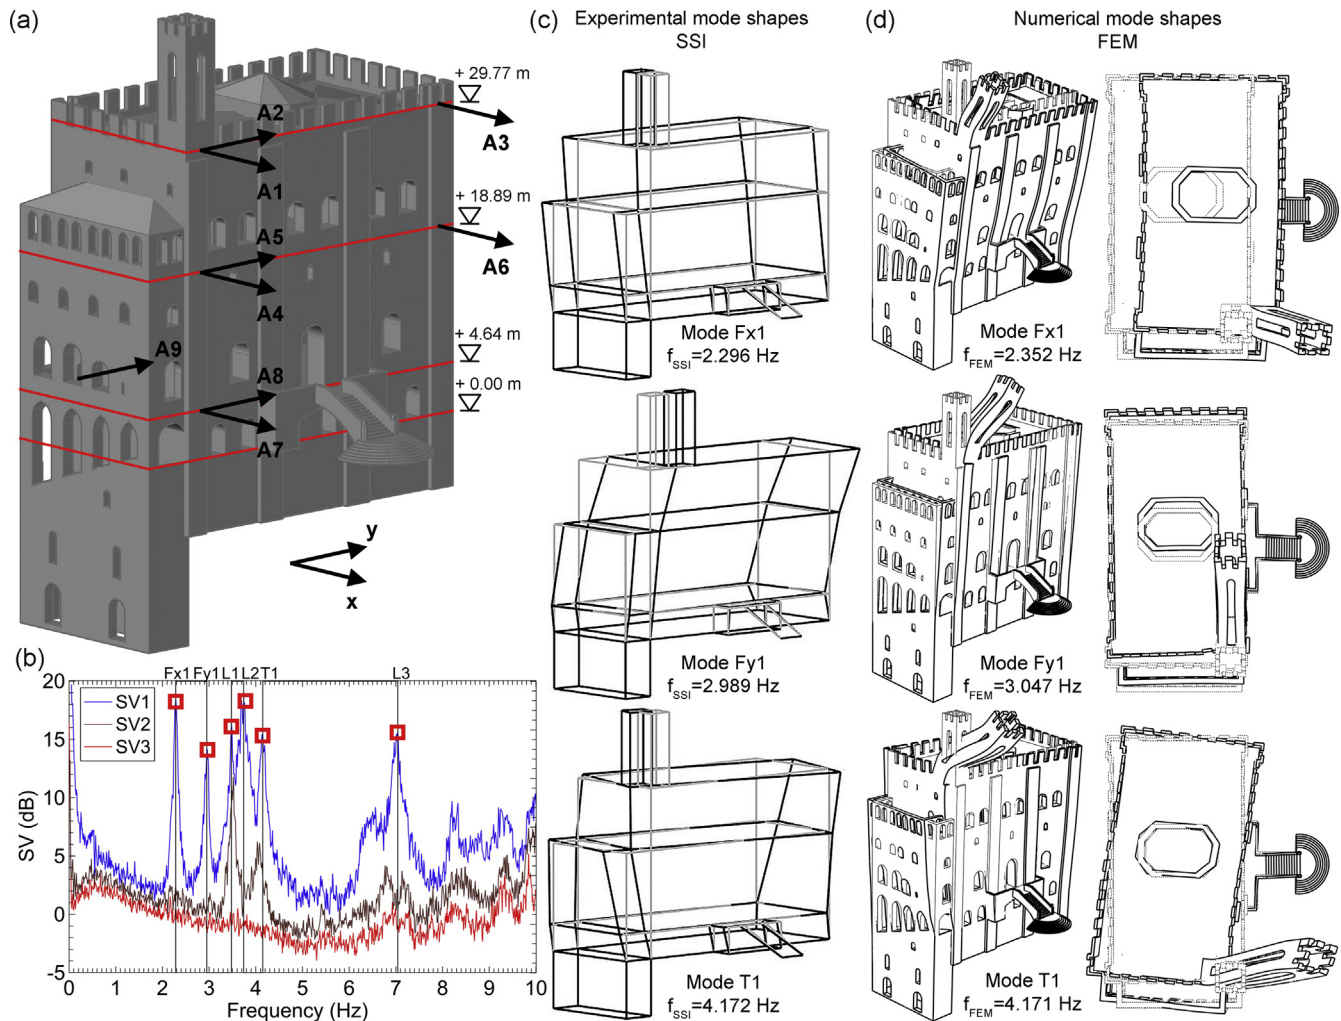 (a)
+ 29.77 m
A2
A3
A1
+ 18.89 m
A5
A6
A4
+ 4.64 m
A9
A8
+ 0.00 m
A7
y
x
(b)
Fx1 Fy1 L1 L2 T1 L3
20
15
10
5
0
-5
SV (dB)
SV1
SV2
SV3
0 1 2 3 4 5 6 7 8 9 10
Frequency (Hz)
(c) Experimental mode shapes
SSI
Mode Fx1
fSSI=2.296 Hz
Mode Fy1
fSSI=2.989 Hz
Mode T1
fSSI=4.172 Hz
(d) Numerical mode shapes
FEM
Mode Fx1
fFEM=2.352 Hz
Mode Fy1
fFEM=3.047 Hz
Mode T1
fFEM=4.171 Hz